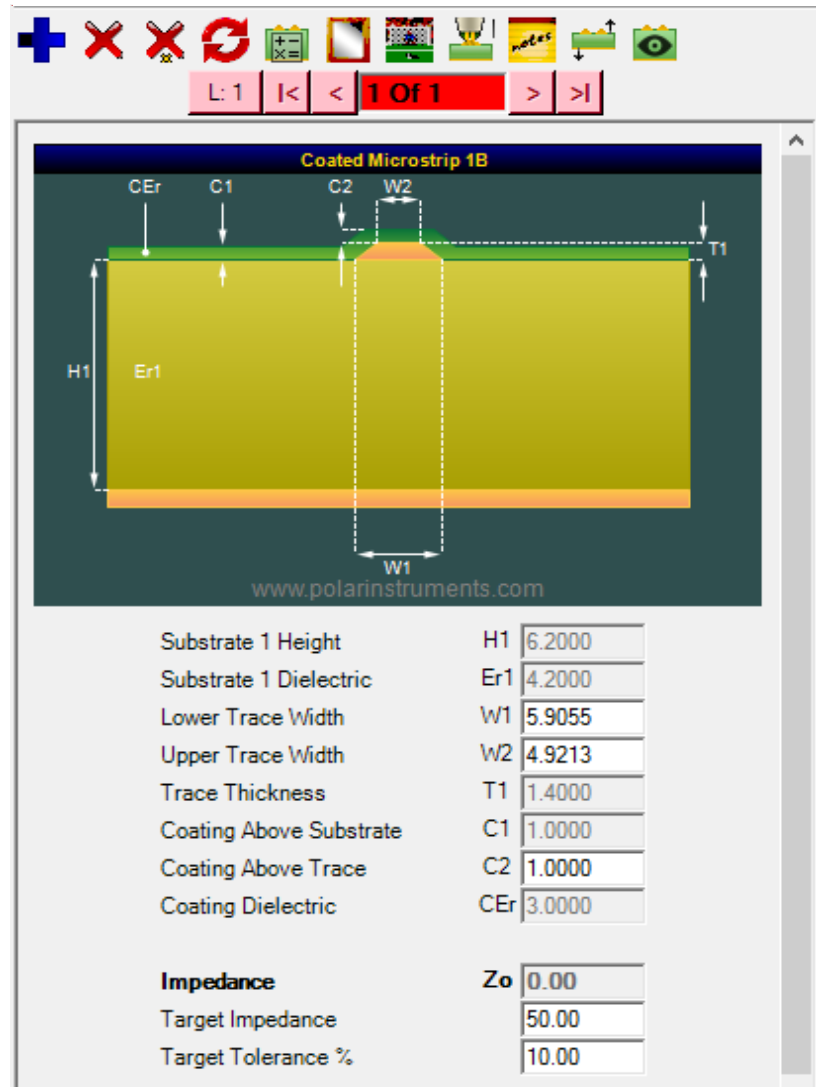 notes
L: 1 |< < 1 Of 1 > >|
Coated Microstrip 1B
CEr C1 C2 W2
T1
H1 Er1
W1
www.polarinstruments.com
Substrate 1 Height H1 6.2000
Substrate 1 Dielectric Er1 4.2000
Lower Trace Width W1 5.9055
Upper Trace Width W2 4.9213
Trace Thickness T1 1.4000
Coating Above Substrate C1 1.0000
Coating Above Trace C2 1.0000
Coating Dielectric CEr 3.0000
Impedance Zo 0.00
Target Impedance 50.00
Target Tolerance % 10.00